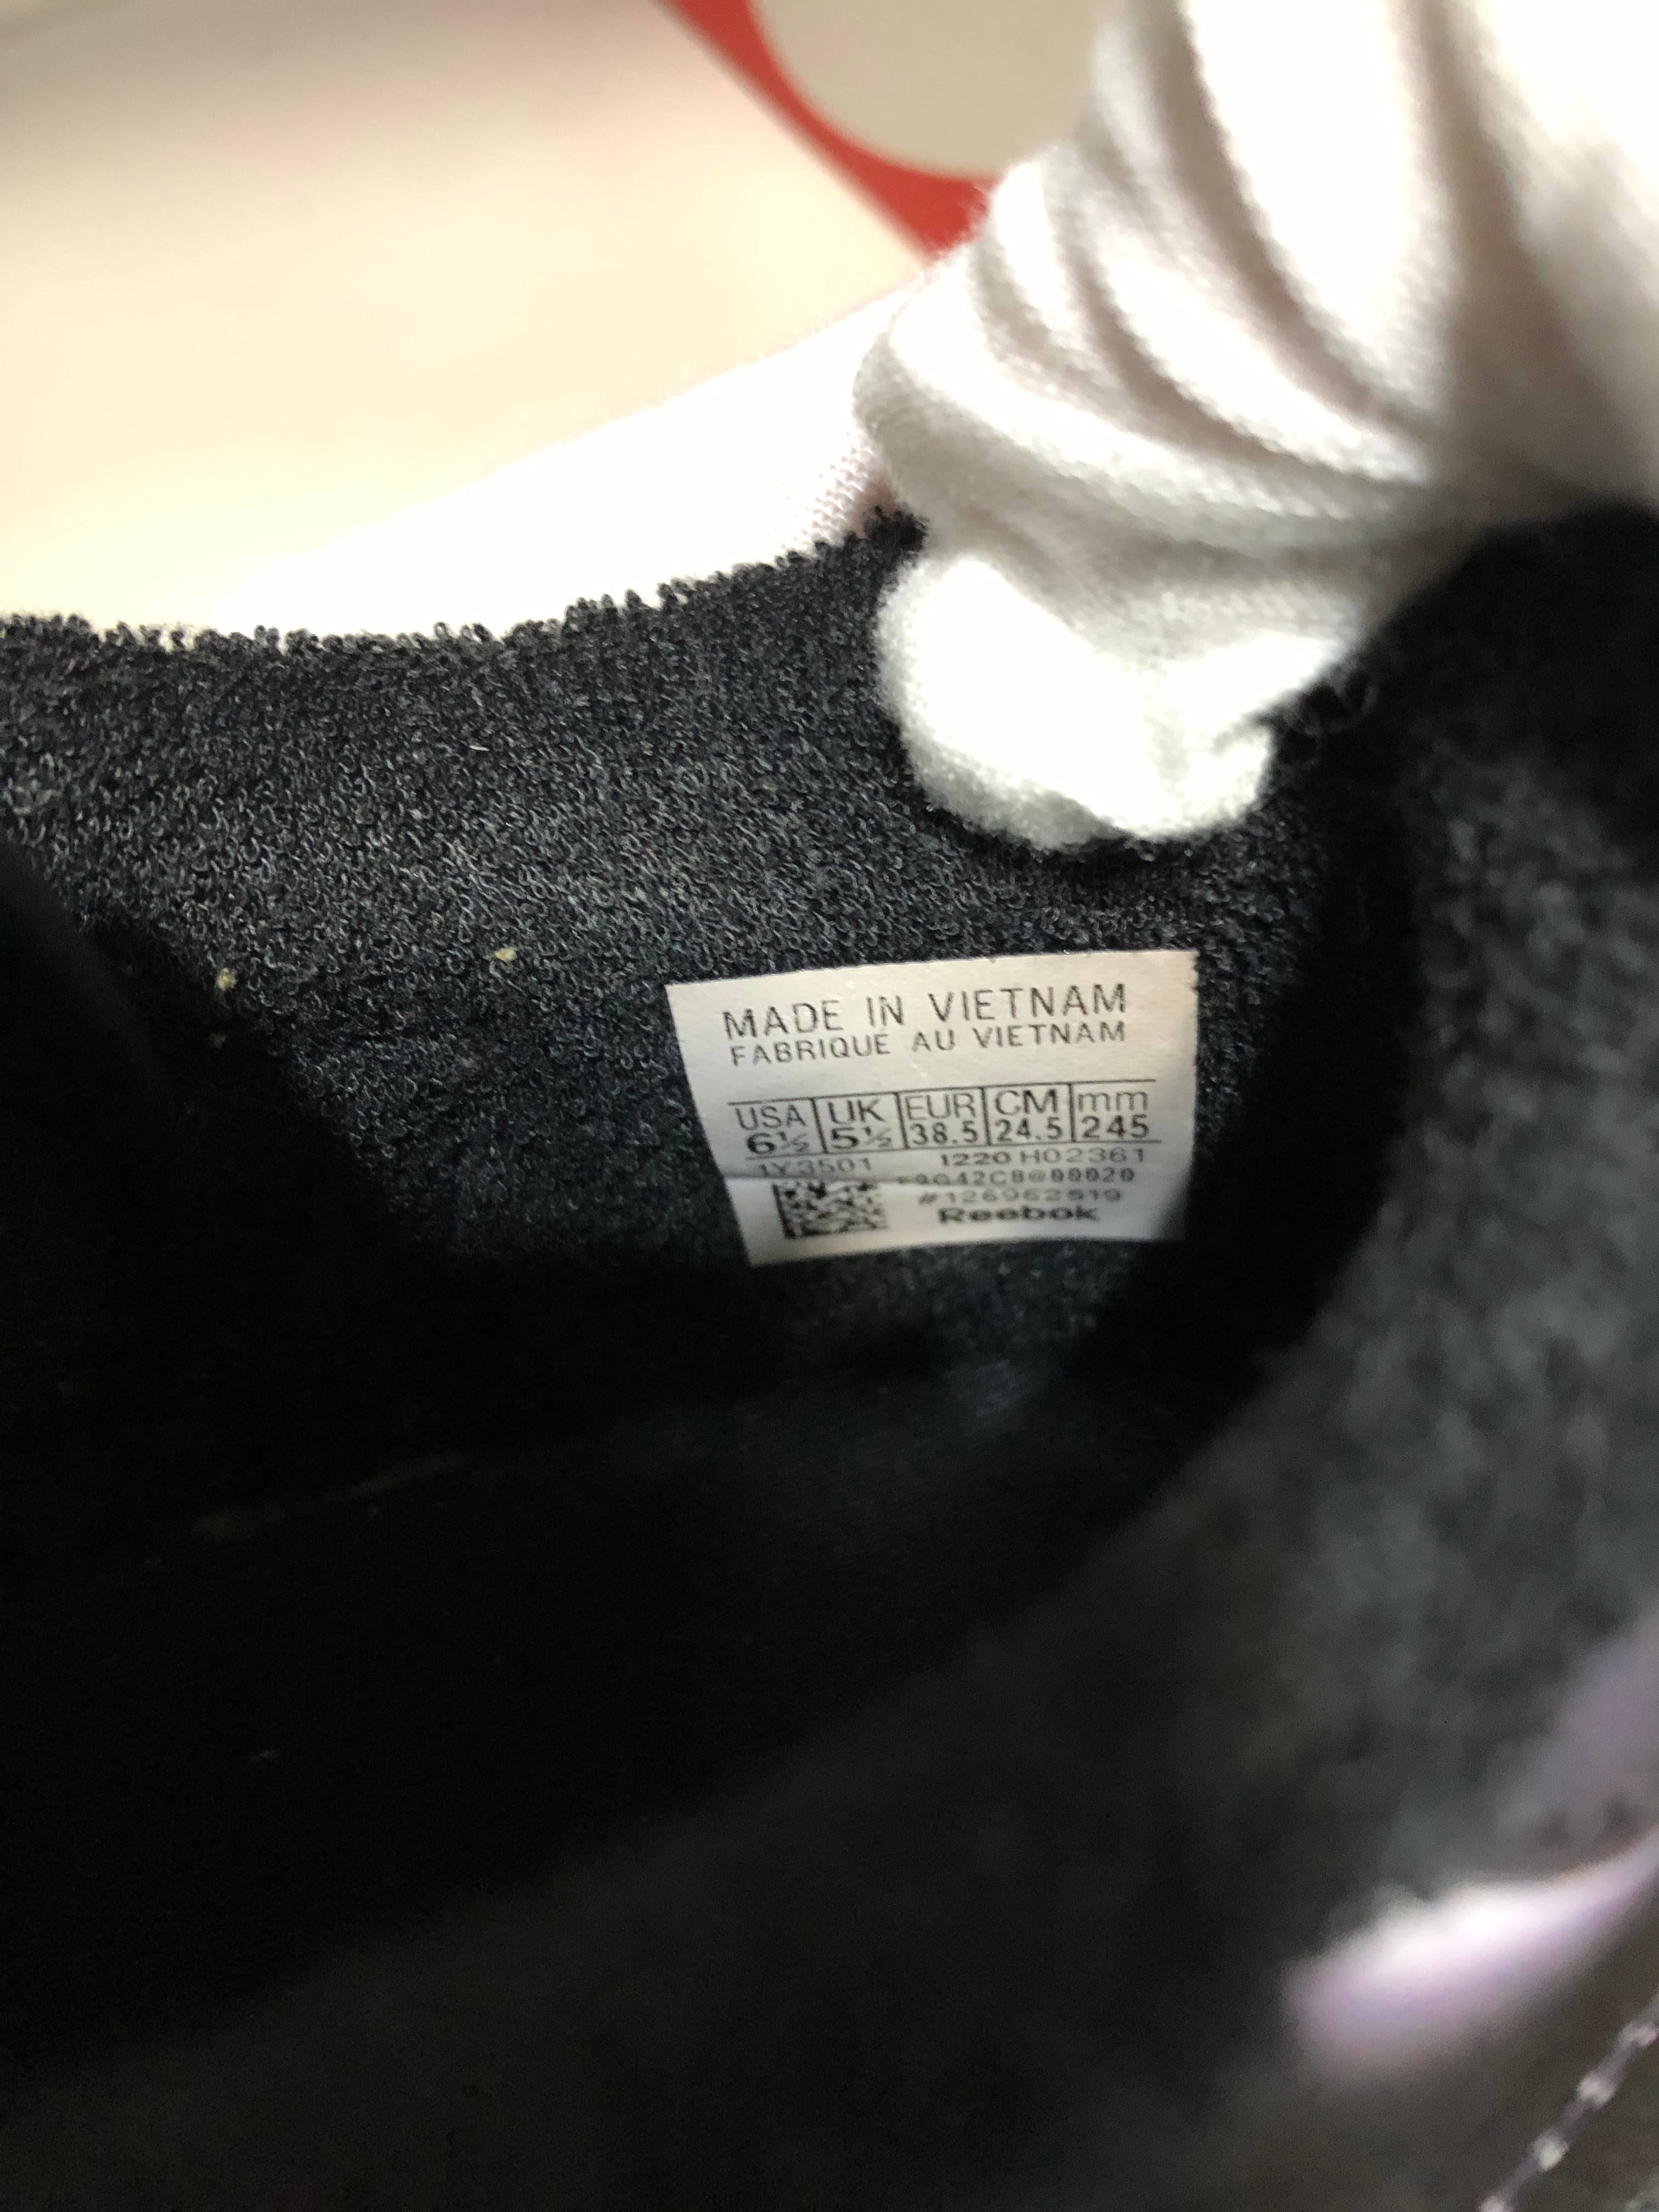 MADE IN VIETNAM
FABRIQUÉ AU VIETNAM
USA UK EUR CM mm
6½ 5½ 38.5 24.5 245
1Y3501 1220 H02361
#126962519
Reebok